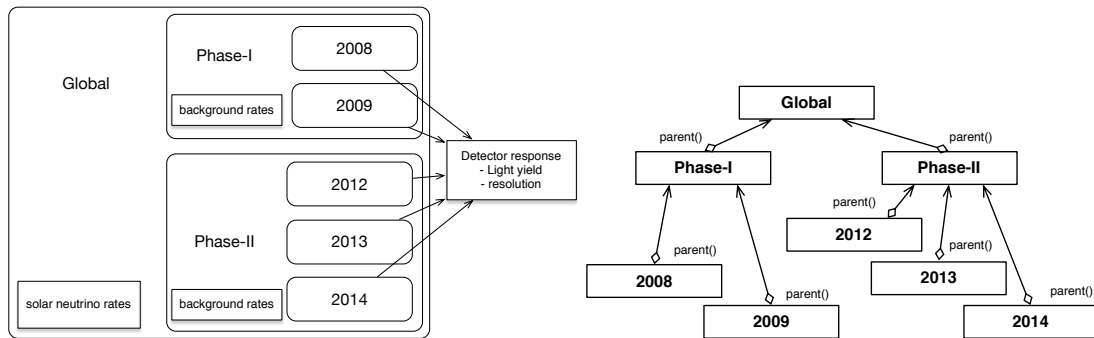 Global
Phase-I
2008
background rates
2009
Detector response
- Light yield
- resolution
2012
Phase-II
2013
solar neutrino rates
background rates
2014
Global
parent()
parent()
Phase-I
Phase-II
parent()
parent()
2012
parent()
parent()
2008
2013
parent()
parent()
2009
2014